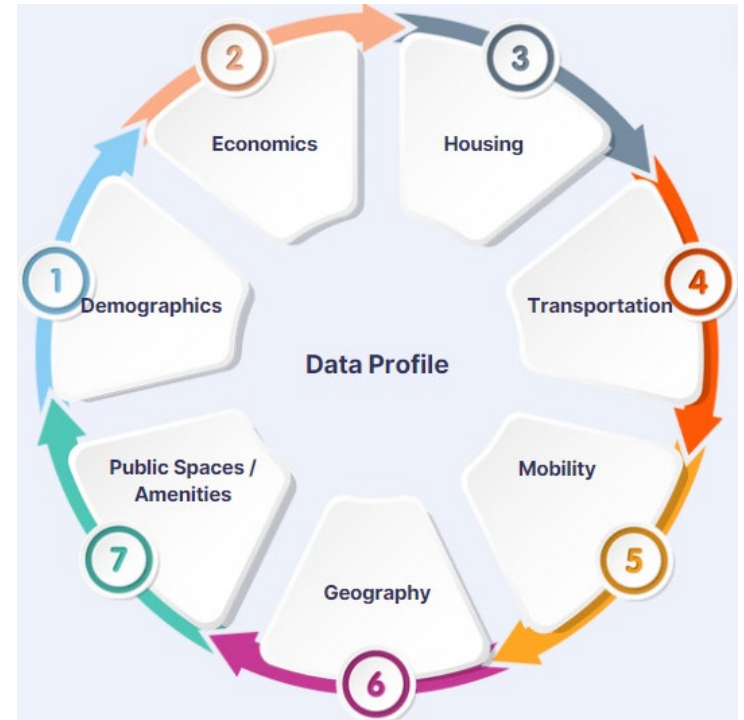 1
Demographics
2
Economics
3
Housing
4
Transportation
5
Mobility
6
Geography
7
Public Spaces /
Amenities
Data Profile